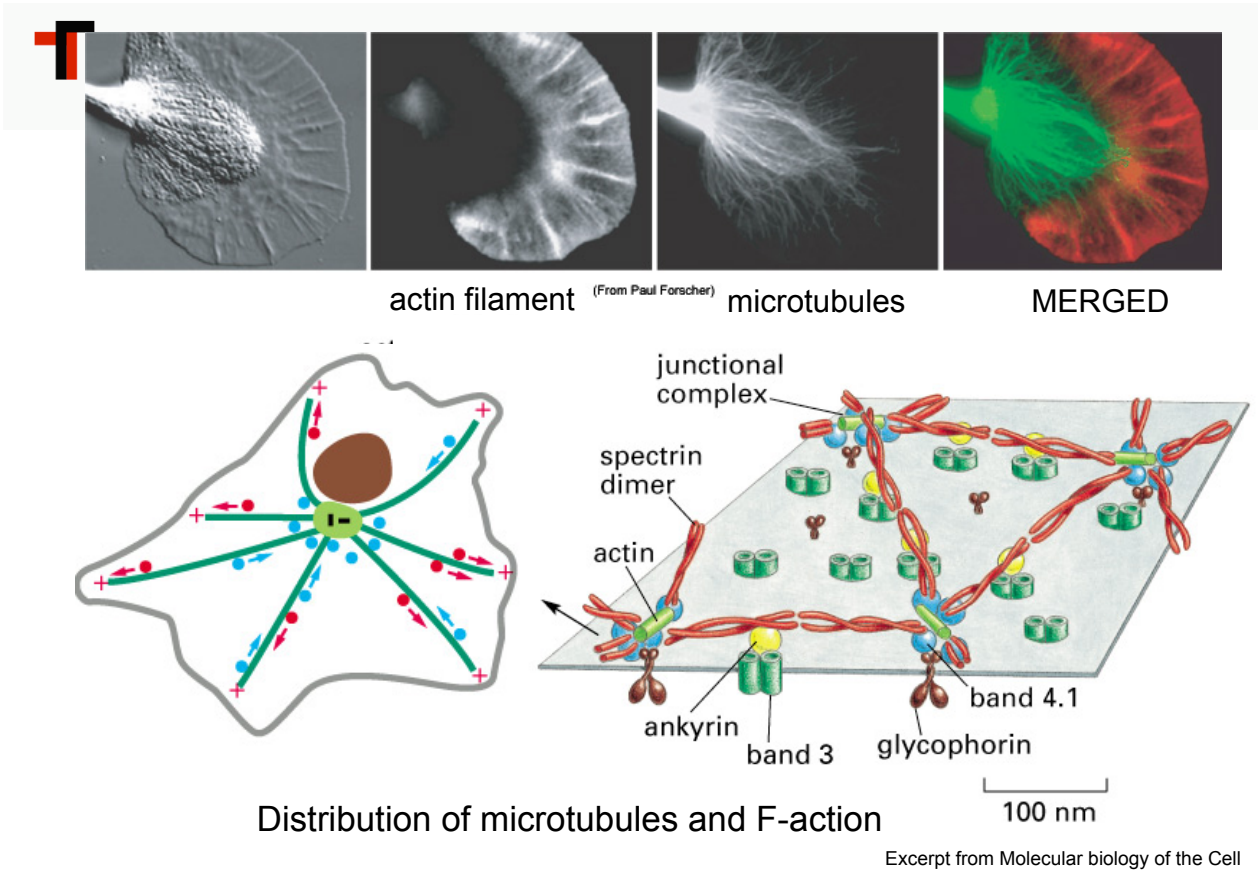 actin filament
(From Paul Forscher)
microtubules
MERGED
junctional
complex
spectrin
dimer
actin
ankyrin
band 3
glycophorin
band 4.1
100 nm
+
+
+
+
+
+
+
Distribution of microtubules and F-action
Excerpt from Molecular biology of the Cell